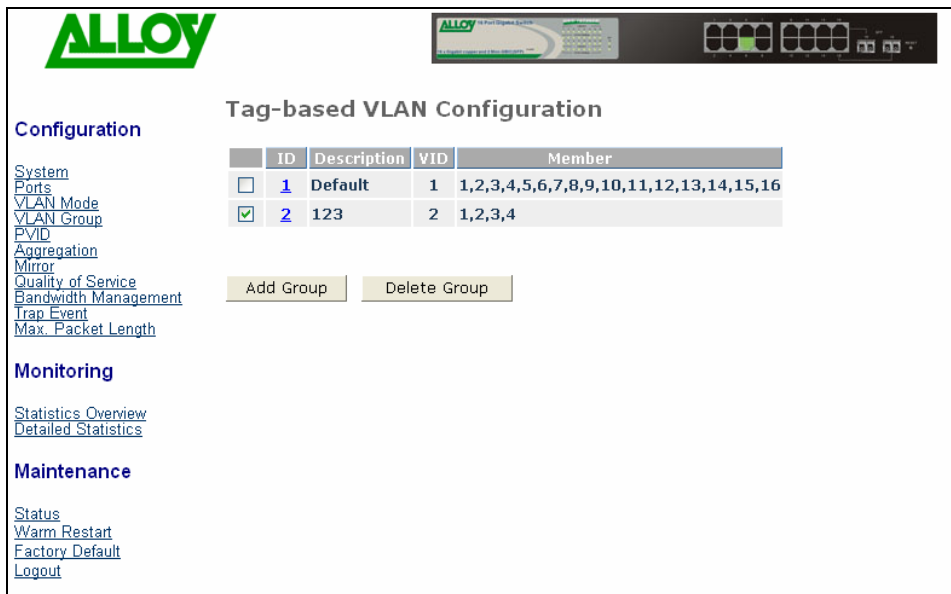 ALLOY
ALLOY
Tag-based VLAN Configuration
Configuration
System
Ports
VLAN Mode
VLAN Group
PVID
Aggregation
Mirror
Quality of Service
Bandwidth Management
Trap Event
Max. Packet Length
Monitoring
Statistics Overview
Detailed Statistics
Maintenance
Status
Warm Restart
Factory Default
Logout
ID Description VID Member
1 Default 1 1,2,3,4,5,6,7,8,9,10,11,12,13,14,15,16
2 123 2 1,2,3,4
Add Group Delete Group